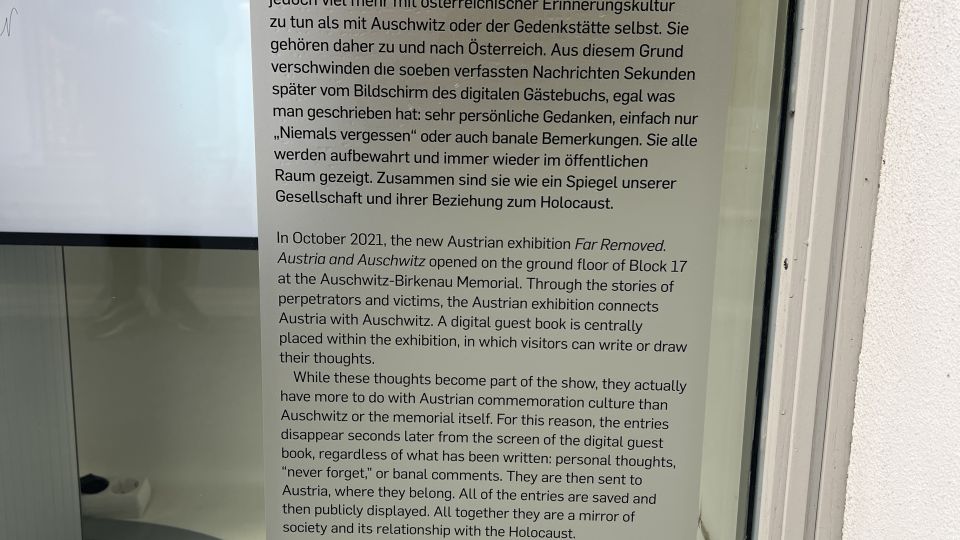 jedoch viel mehr mit österreichischer Erinnerungskultur
zu tun als mit Auschwitz oder der Gedenkstätte selbst. Sie
gehören daher zu und nach Österreich. Aus diesem Grund
verschwinden die soeben verfassten Nachrichten Sekunden
später vom Bildschirm des digitalen Gästebuchs, egal was
man geschrieben hat: sehr persönliche Gedanken, einfach nur
„Niemals vergessen“ oder auch banale Bemerkungen. Sie alle
werden aufbewahrt und immer wieder im öffentlichen
Raum gezeigt. Zusammen sind sie wie ein Spiegel unserer
Gesellschaft und ihrer Beziehung zum Holocaust.
In October 2021, the new Austrian exhibition Far Removed.
Austria and Auschwitz opened on the ground floor of Block 17
at the Auschwitz-Birkenau Memorial. Through the stories of
perpetrators and victims, the Austrian exhibition connects
Austria with Auschwitz. A digital guest book is centrally
placed within the exhibition, in which visitors can write or draw
their thoughts.
While these thoughts become part of the show, they actually
have more to do with Austrian commemoration culture than
Auschwitz or the memorial itself. For this reason, the entries
disappear seconds later from the screen of the digital guest
book, regardless of what has been written: personal thoughts,
“never forget,” or banal comments. They are then sent to
Austria, where they belong. All of the entries are saved and
then publicly displayed. All together they are a mirror of
society and its relationship with the Holocaust.